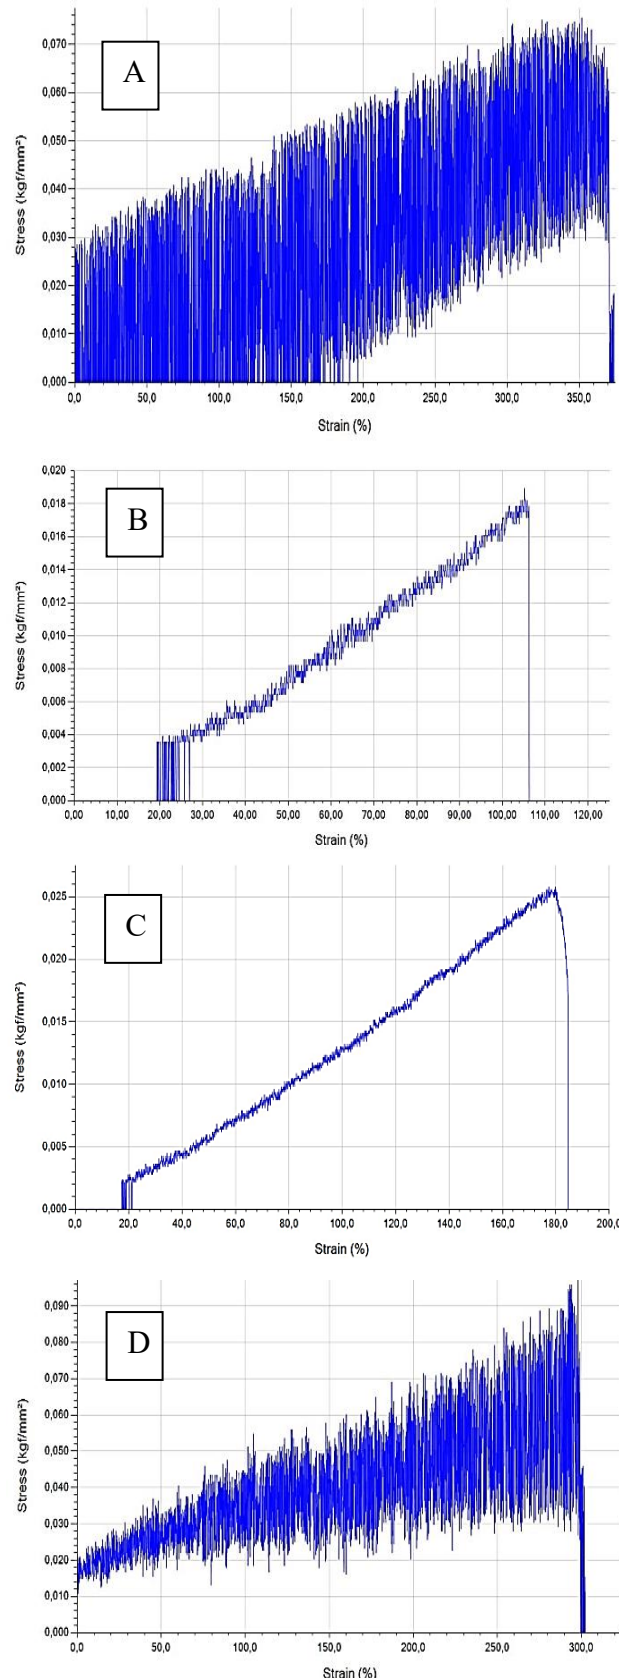 A
Stress (kgf/mm²)
0,070
0,060
0,050
0,040
0,030
0,020
0,010
0,000
0,0 50,0 100,0 150,0 200,0 250,0 300,0 350,0
Strain (%)
B
Stress (kgf/mm²)
0,020
0,018
0,016
0,014
0,012
0,010
0,008
0,006
0,004
0,002
0,000
0,00 10,00 20,00 30,00 40,00 50,00 60,00 70,00 80,00 90,00 100,00 110,00 120,00
Strain (%)
C
Stress (kgf/mm²)
0,025
0,020
0,015
0,010
0,005
0,000
0,0 20,0 40,0 60,0 80,0 100,0 120,0 140,0 160,0 180,0 200,0
Strain (%)
D
Stress (kgf/mm²)
0,090
0,080
0,070
0,060
0,050
0,040
0,030
0,020
0,010
0,000
0,0 50,0 100,0 150,0 200,0 250,0 300,0
Strain (%)